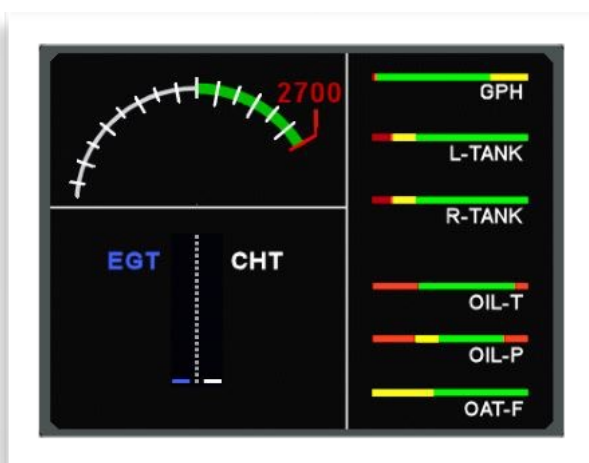 2700
EGT CHT
GPH
L-TANK
R-TANK
OIL-T
OIL-P
OAT-F